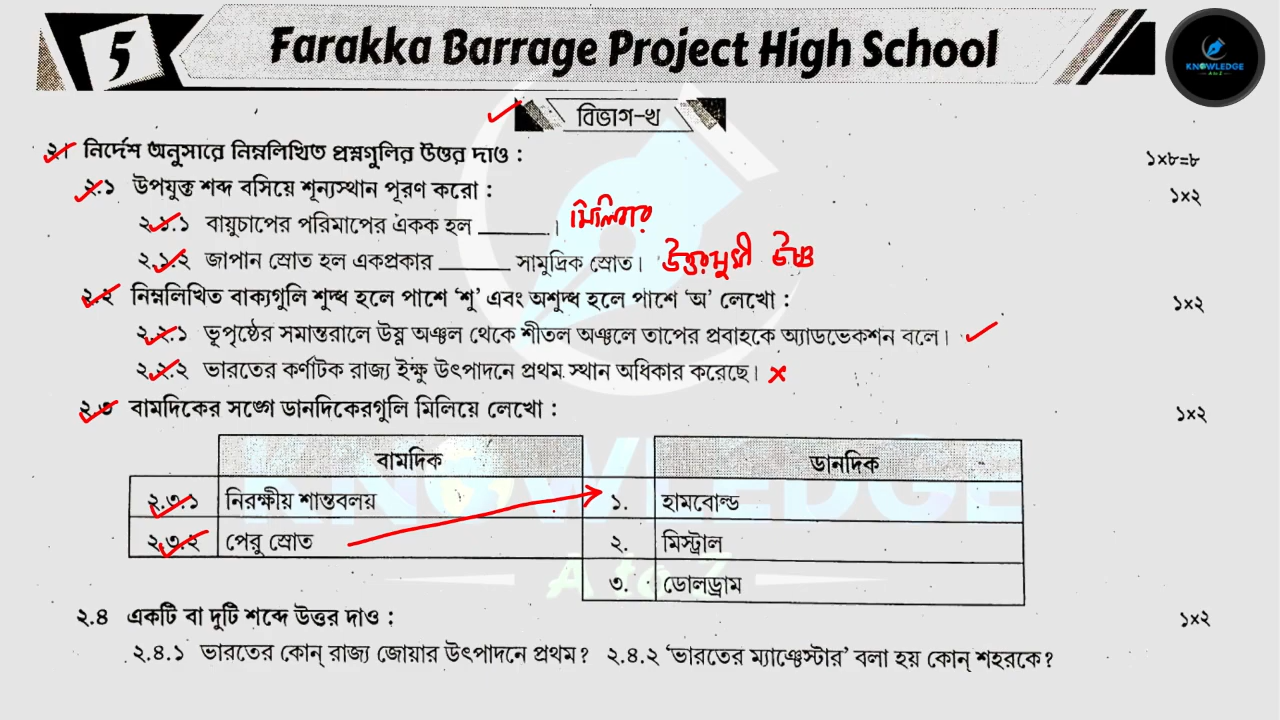 5
Farakka Barrage Project High School
KNOWLEDGE
A to Z
বিভাগ-খ
২। নির্দেশ অনুসারে নিম্নলিখিত প্রশ্নগুলির উত্তর দাও : ১×৮=৮
২.১ উপযুক্ত শব্দ বসিয়ে শূন্যস্থান পূরণ করো : ১×২
২.১.১ বায়ুচাপের পরিমাপের একক হল ______। মিলিবার
২.১.২ জাপান স্রোত হল একপ্রকার ______ সামুদ্রিক স্রোত। উত্তরমুখী উষ্ণ
২.২ নিম্নলিখিত বাক্যগুলি শুদ্ধ হলে পাশে ‘শু’ এবং অশুদ্ধ হলে পাশে ‘অ’ লেখো : ১×২
২.২.১ ভূপৃষ্ঠের সমান্তরালে উষ্ণ অঞ্চল থেকে শীতল অঞ্চলে তাপের প্রবাহকে অ্যাডভেকশন বলে।
২.২.২ ভারতের কর্ণাটক রাজ্য ইক্ষু উৎপাদনে প্রথম স্থান অধিকার করেছে।
২.৩ বামদিকের সঙ্গে ডানদিকেরগুলি মিলিয়ে লেখো : ১×২
বামদিক ডানদিক
২.৩.১ নিরক্ষীয় শান্তবলয় ১. হামবোল্ড
২.৩.২ পেরু স্রোত ২. মিস্ট্রাল
৩. ডোলড্রাম
KNOWLEDGE
A to Z
২.৪ একটি বা দুটি শব্দে উত্তর দাও : ১×২
২.৪.১ ভারতের কোন্ রাজ্য জোয়ার উৎপাদনে প্রথম? ২.৪.২ ‘ভারতের ম্যাঞ্চেস্টার’ বলা হয় কোন্ শহরকে?